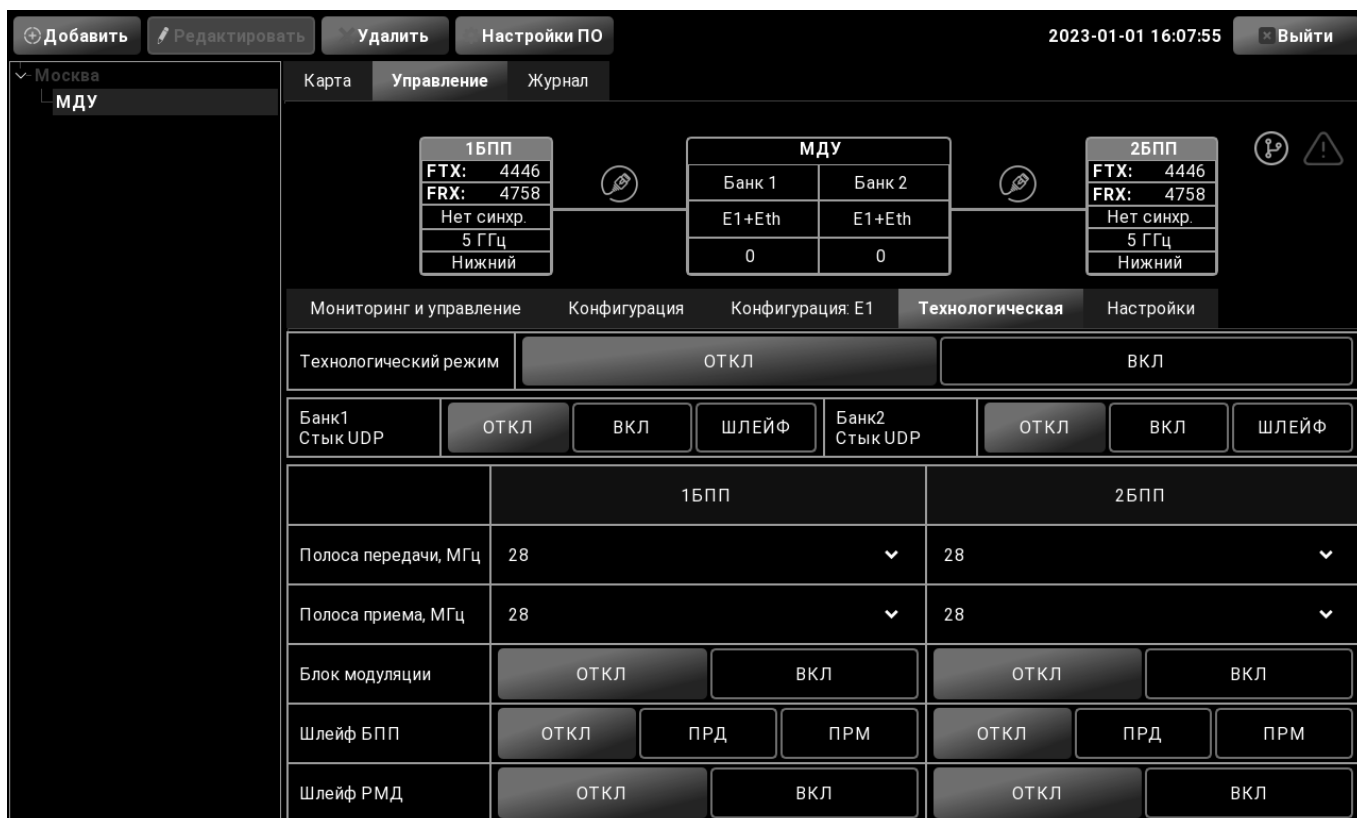 Добавить Редактировать Удалить Настройки ПО 2023-01-01 16:07:55 Выйти
Москва
МДУ
Карта Управление Журнал
1БПП
FTX: 4446
FRX: 4758
Нет синхр.
5 ГГц
Нижний
МДУ
Банк 1 Банк 2
E1+Eth E1+Eth
0 0
2БПП
FTX: 4446
FRX: 4758
Нет синхр.
5 ГГц
Нижний
Мониторинг и управление Конфигурация Конфигурация: E1 Технологическая Настройки
Технологический режим ОТКЛ ВКЛ
Банк1
Стык UDP
ОТКЛ ВКЛ ШЛЕЙФ
Банк2
Стык UDP
ОТКЛ ВКЛ ШЛЕЙФ
1БПП 2БПП
Полоса передачи, МГц 28 28
Полоса приема, МГц 28 28
Блок модуляции ОТКЛ ВКЛ ОТКЛ ВКЛ
Шлейф БПП ОТКЛ ПРД ПРМ ОТКЛ ПРД ПРМ
Шлейф РМД ОТКЛ ВКЛ ОТКЛ ВКЛ